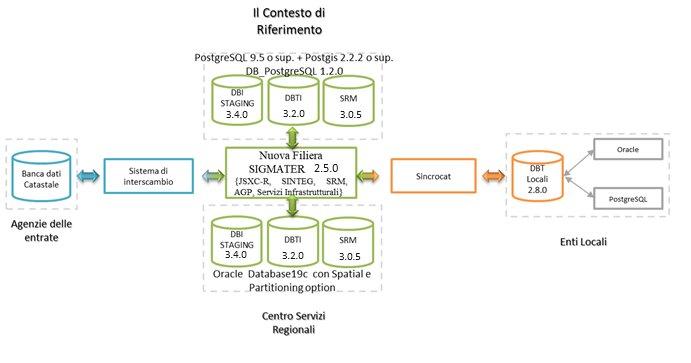 Il Contesto di
Riferimento
PostgreSQL 9.5 o sup. + Postgis 2.2.2 o sup.
DB_PostgreSQL 1.2.0
DBI
STAGING
3.4.0
DBTI
3.2.0
SRM
3.0.5
Banca dati
Catastale
Agenzie delle
entrate
Sistema di
interscambio
Nuova Filiera
SIGMATER 2.5.0
{JSXC-R, SINTEG, SRM,
AGP, Servizi Infrastrutturali}
Sincrocat
DBT
Locali
2.8.0
Oracle
PostgreSQL
Enti Locali
DBI
STAGING
3.4.0
DBTI
3.2.0
SRM
3.0.5
Oracle Database19c con Spatial e
Partitioning option
Centro Servizi
Regionali